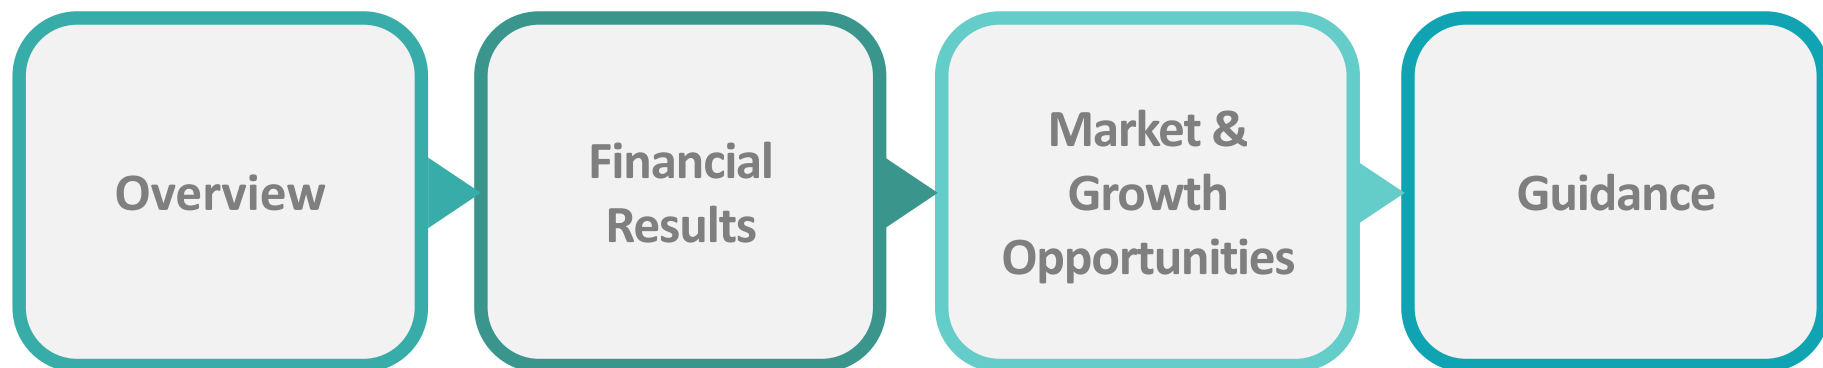 Overview
Financial
Results
Market &
Growth
Opportunities
Guidance